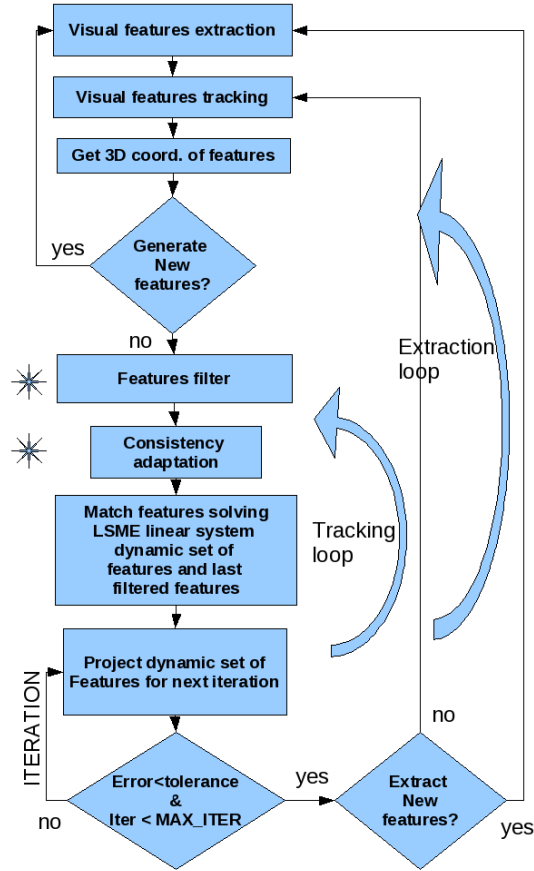 Visual features extraction
Visual features tracking
Get 3D coord. of features
yes
Generate
New
features?
no
Features filter
Extraction
loop
Consistency
adaptation
Match features solving
LSME linear system
dynamic set of
features and last
filtered features
Tracking
loop
Project dynamic set of
Features for next iteration
ITERATION
no
Error<tolerance
&
Iter < MAX_ITER
no
yes
Extract
New
features?
yes